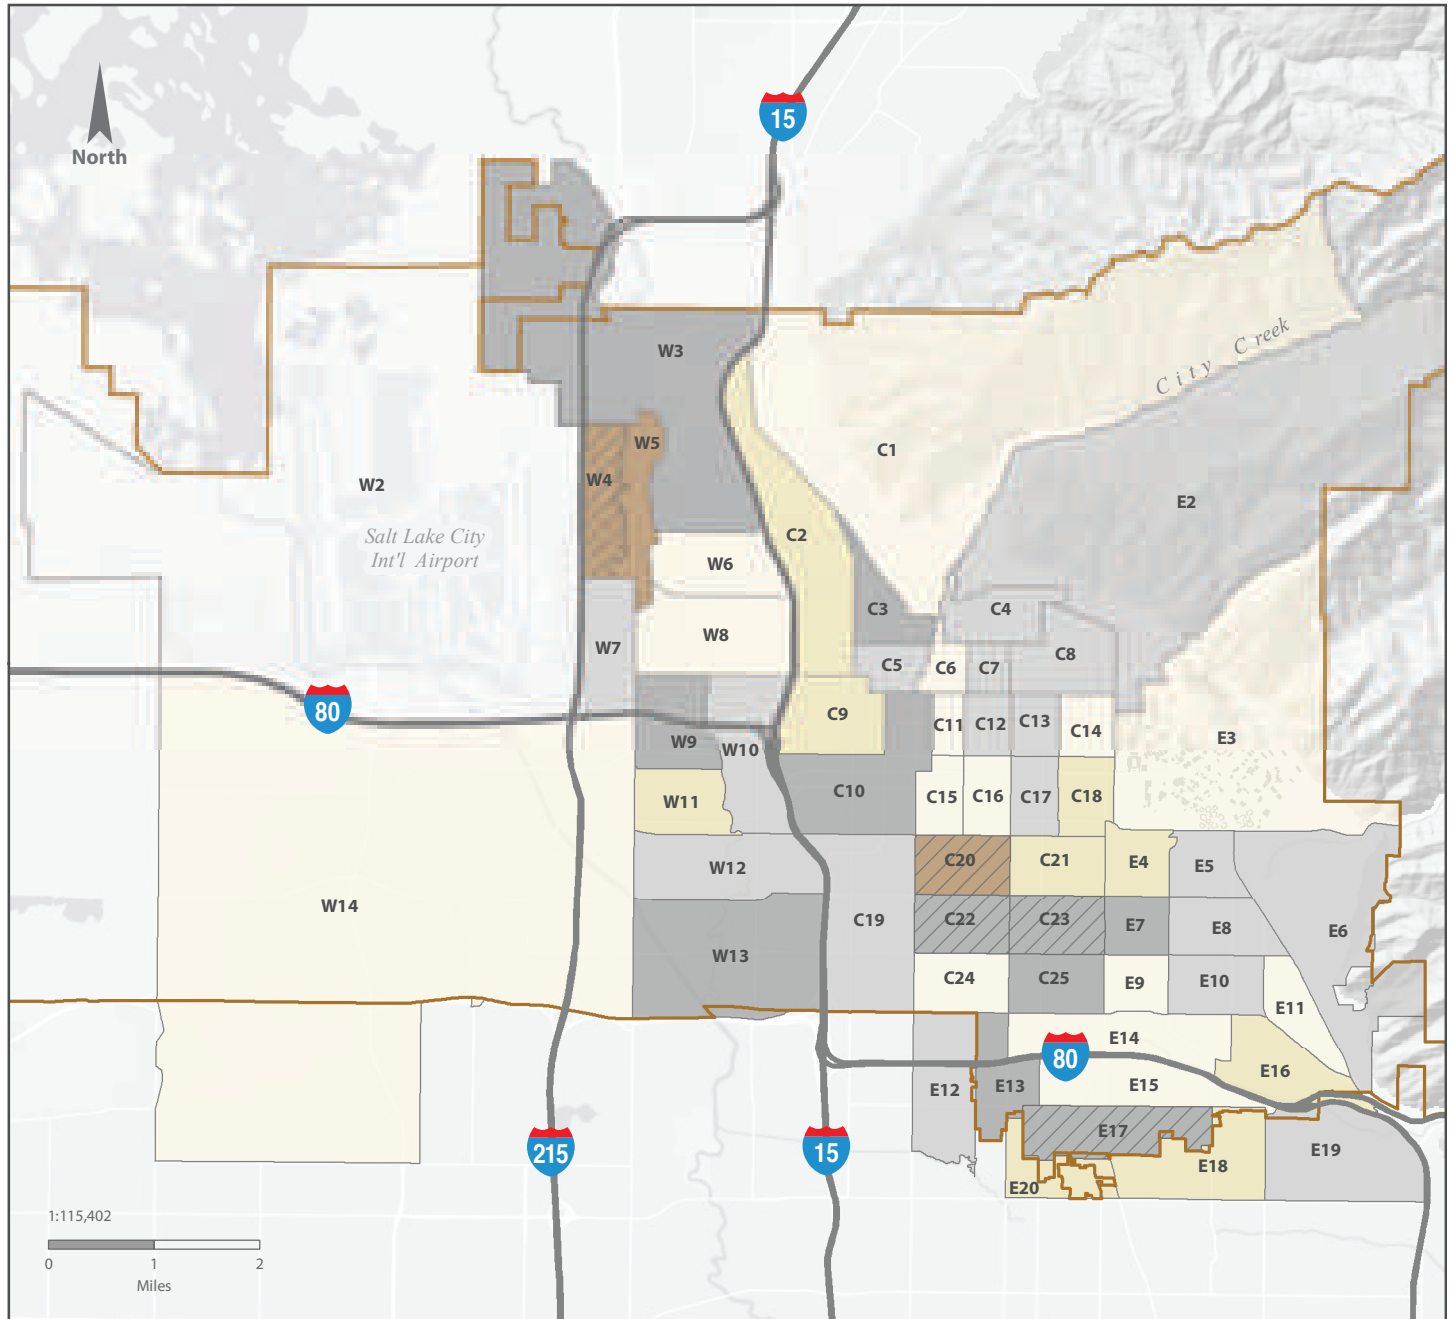 15
North
W3
City Creek
W5
C1
W4
W2
E2
Salt Lake City
Int'l Airport
C2
W6
C3
C4
W8
W7
C8
C5
C6
C7
80
C9
C11
C12
C13
C14
E3
W9
W10
C10
W11
C15
C16
C17
C18
C20
C21
E4
E5
W12
W14
C19
C22
C23
E7
E8
E6
W13
C24
C25
E9
E10
E11
E14
80
E16
E12
E13
E15
E17
215
15
E18
E19
E20
1:115,402
0 1 2
Miles